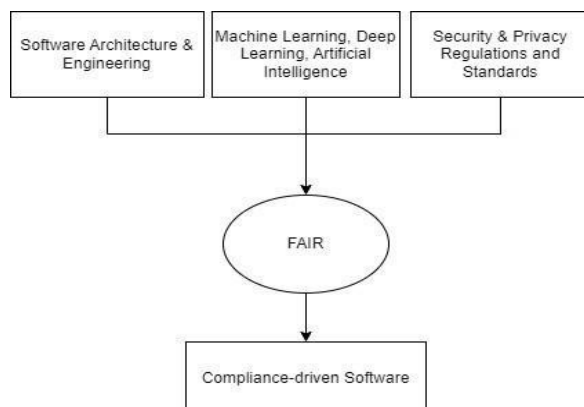 Software Architecture &
Engineering
Machine Learning, Deep
Learning, Artificial
Intelligence
Security & Privacy
Regulations and
Standards
FAIR
Compliance-driven Software